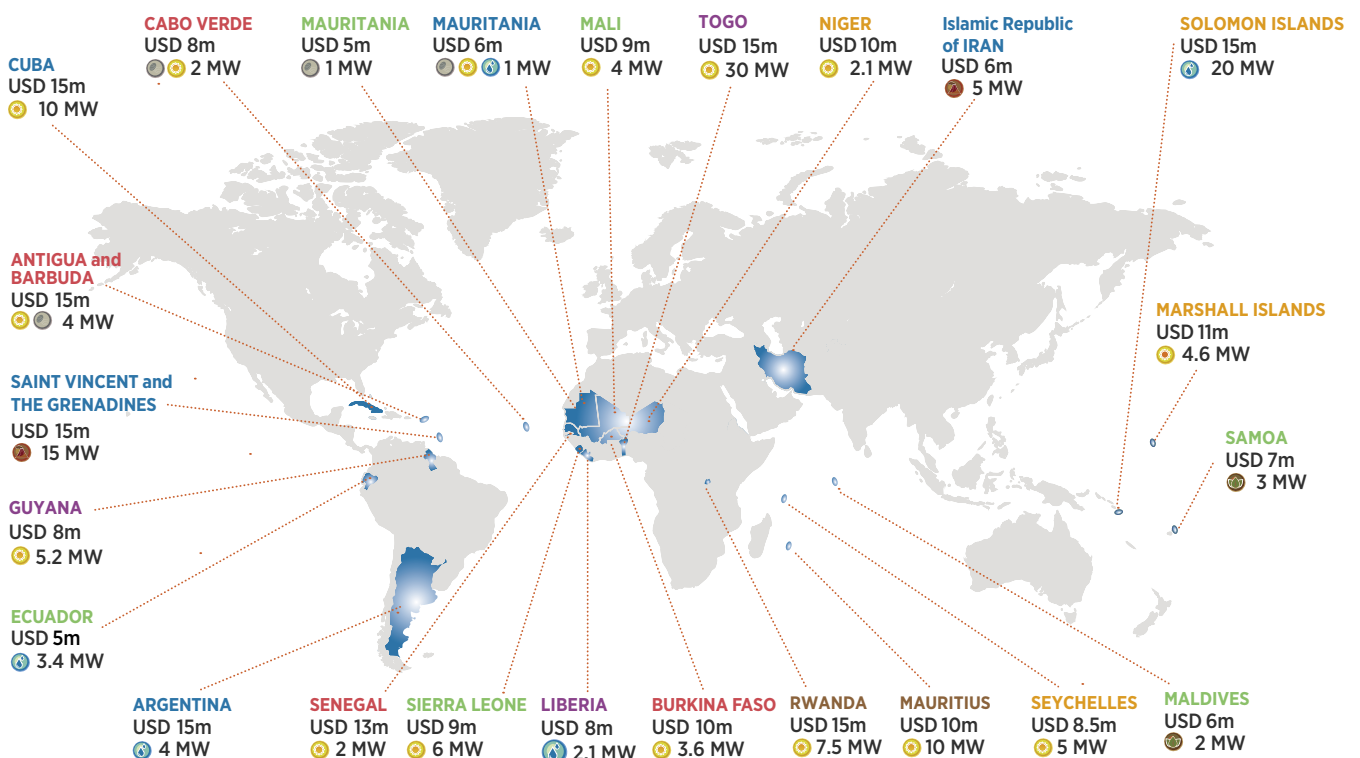 CABO VERDE
USD 8m
2 MW
MAURITANIA
USD 5m
1 MW
MAURITANIA
USD 6m
1 MW
MALI
USD 9m
4 MW
TOGO
USD 15m
30 MW
NIGER
USD 10m
2.1 MW
Islamic Republic
of IRAN
USD 6m
5 MW
SOLOMON ISLANDS
USD 15m
20 MW
CUBA
USD 15m
10 MW
ANTIGUA and
BARBUDA
USD 15m
4 MW
MARSHALL ISLANDS
USD 11m
4.6 MW
SAINT VINCENT and
THE GRENADINES
USD 15m
15 MW
SAMOA
USD 7m
3 MW
GUYANA
USD 8m
5.2 MW
ECUADOR
USD 5m
3.4 MW
ARGENTINA
USD 15m
4 MW
SENEGAL
USD 13m
2 MW
SIERRA LEONE
USD 9m
6 MW
LIBERIA
USD 8m
2.1 MW
BURKINA FASO
USD 10m
3.6 MW
RWANDA
USD 15m
7.5 MW
MAURITIUS
USD 10m
10 MW
SEYCHELLES
USD 8.5m
5 MW
MALDIVES
USD 6m
2 MW